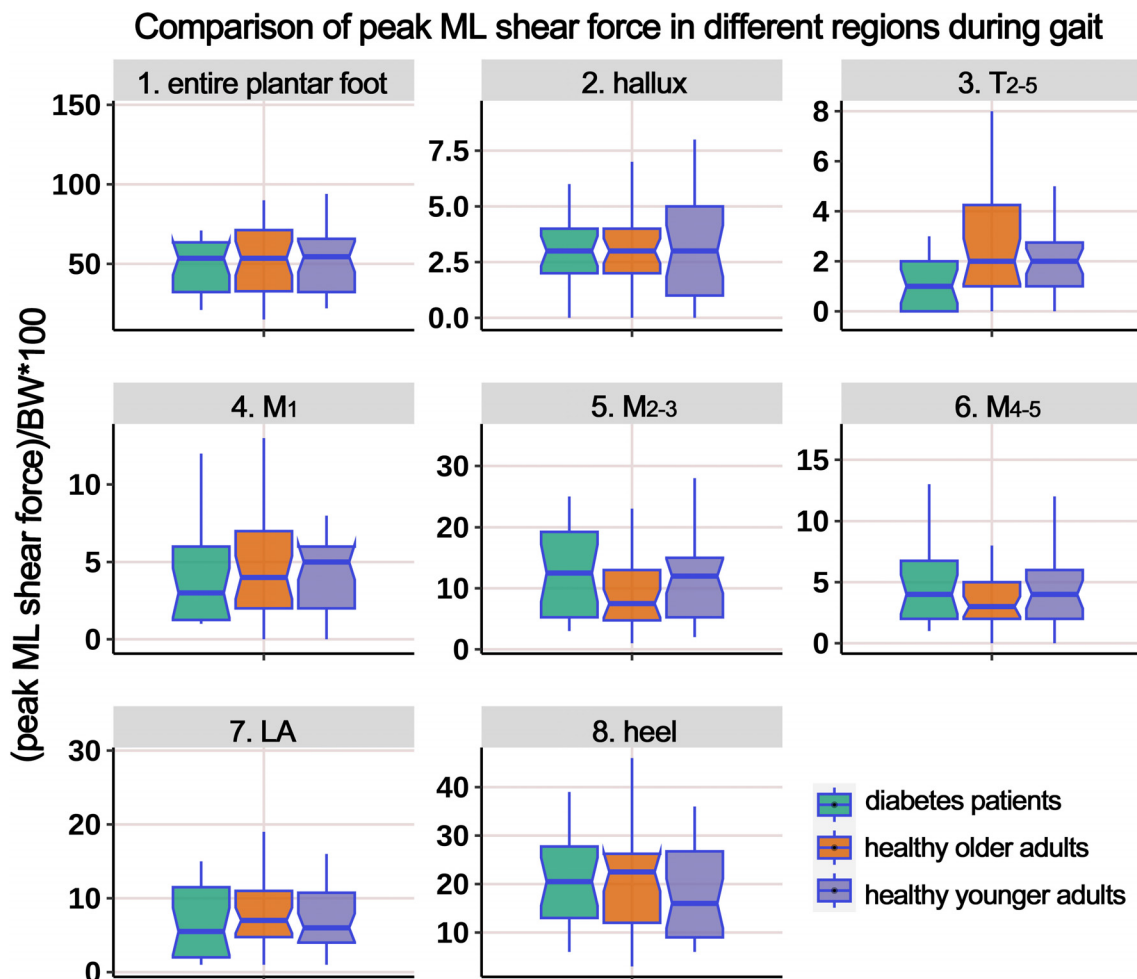 Comparison of peak ML shear force in different regions during gait
(peak ML shear force)/BW*100
1. entire plantar foot
150
100
50
2. hallux
7.5
5.0
2.5
0.0
3. T2-5
8
6
4
2
0
4. M1
10
5
0
5. M2-3
30
20
10
0
6. M4-5
15
10
5
0
7. LA
30
20
10
0
8. heel
40
30
20
10
diabetes patients
healthy older adults
healthy younger adults